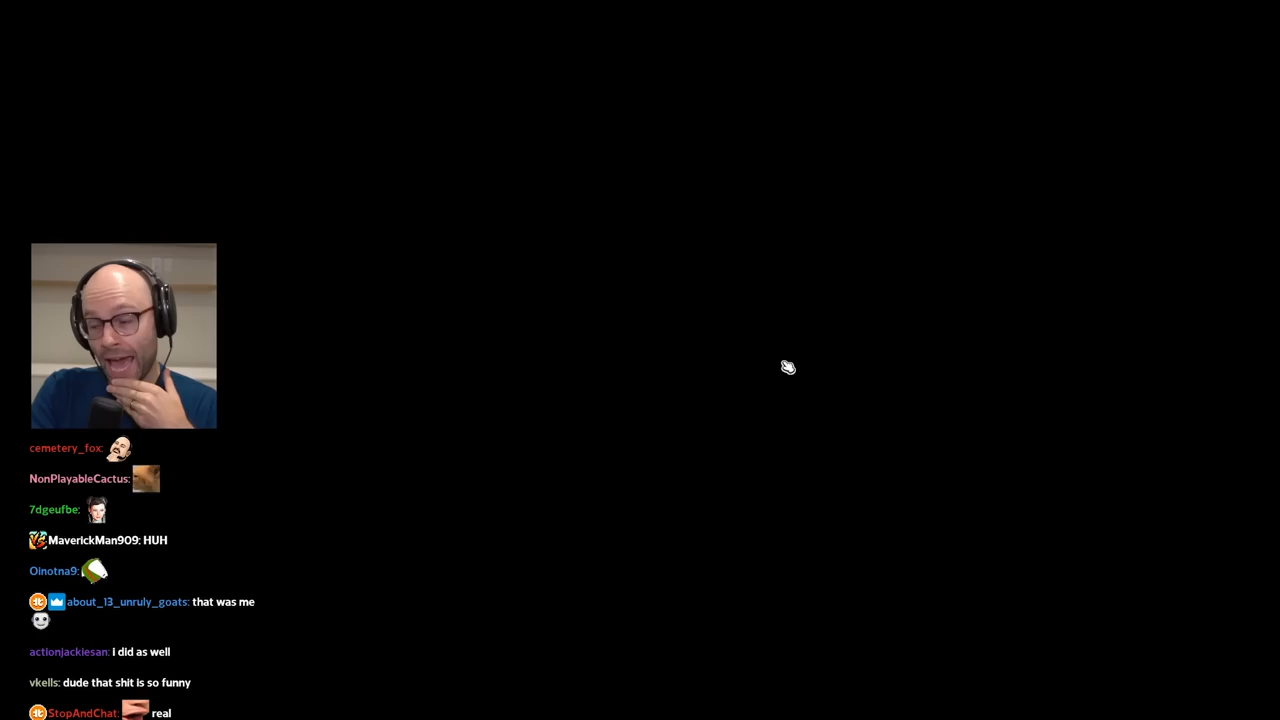 cemetery_fox:
NonPlayableCactus:
7dgeufbe:
MaverickMan909: HUH
Oinotna9:
about_13_unruly_goats: that was me
actionjackiesan: i did as well
vkells: dude that shit is so funny
StopAndChat: real